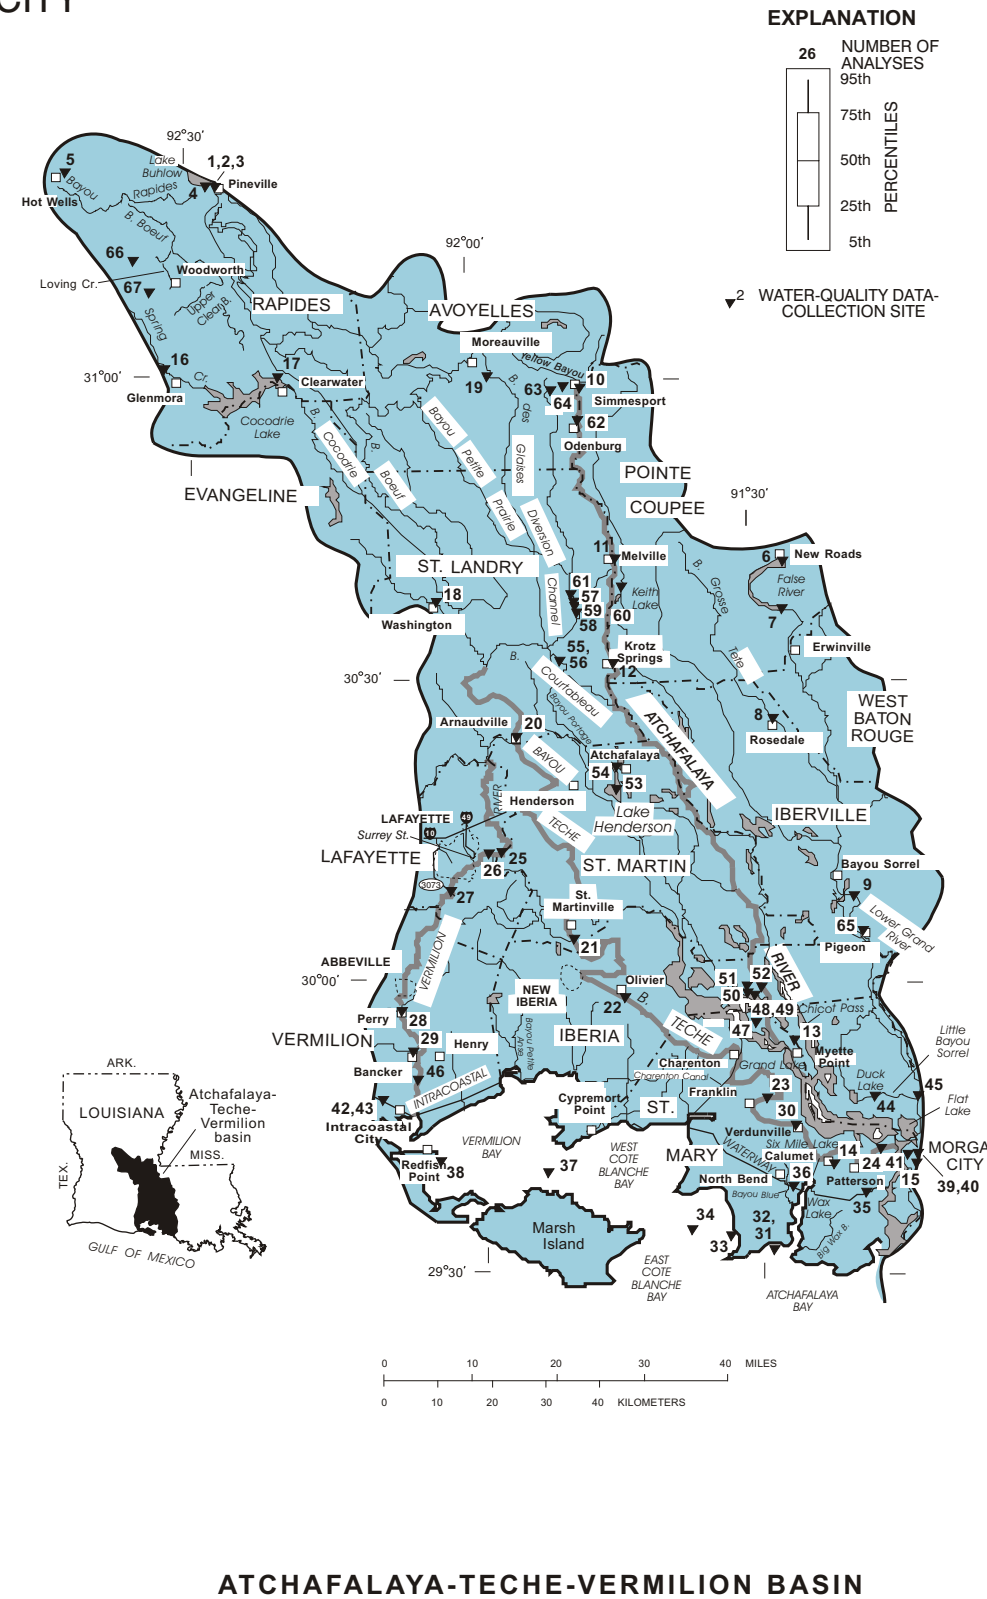 CITY
EXPLANATION
26
NUMBER OF
ANALYSES
95th
75th
50th
25th
5th
PERCENTILES
2
WATER-QUALITY DATA-
COLLECTION SITE
92°30′
92°00′
91°30′
31°00′
30°30′
30°00′
29°30′
5
Bayou
Rapides
Hot Wells
Lake
Buhlow
1,2,3
4
Pineville
B. Boeuf
66
Loving Cr.
67
Woodworth
Upper
Clear B.
Spring
Cr.
16
Glenmora
17
Clearwater
Cocodrie
Lake
RAPIDES
AVOYELLES
Moreauville
19
Yellow Bayou
63
64
10
Simmesport
62
Odenburg
B.
des
Glaises
Diversion
Channel
Bayou
Petite
Prairie
B.
Cocodrie
B.
Boeuf
EVANGELINE
POINTE
COUPEE
ST. LANDRY
11
Melville
61
57
59
58
60
Keith
Lake
18
Washington
55,
56
B.
Courtableau
Bayou Portage
Krotz
Springs
12
6
New Roads
False
River
7
Erwinville
B.
Grosse
Tete
8
Rosedale
WEST
BATON
ROUGE
ATCHAFALAYA
RIVER
Arnaudville
20
BAYOU
TECHE
Atchafalaya
54
53
Lake
Henderson
Henderson
RIVER
LAFAYETTE
49
10
Surrey St.
LAFAYETTE
3073
25
26
27
VERMILION
ST. MARTIN
IBERVILLE
Bayou Sorrel
9
65
Lower Grand
River
Pigeon
St.
Martinville
21
ABBEVILLE
Perry
28
VERMILION
29
Henry
Bancker
46
INTRACOASTAL
42,43
Intracoastal
City
NEW
IBERIA
Bayou Petite
Anse
IBERIA
Olivier
22
B.
TECHE
51
52
50
48,49
47
Chicot Pass
13
Myette
Point
Charenton
Grand Lake
Charenton Canal
Franklin
23
30
Verdunville
Duck
Lake
44
Little
Bayou
Sorrel
45
Flat
Lake
Cypremort
Point
ST.
MARY
WATERWAY
Six Mile Lake
Calumet
14
24
41
MORGA
CITY
15
39,40
North Bend
36
Patterson
35
Bayou Blue
Wax
Lake
Big Wax B.
32,
31
33
34
VERMILION
BAY
WEST
COTE
BLANCHE
BAY
37
Redfish
Point
38
Marsh
Island
EAST
COTE
BLANCHE
BAY
ATCHAFALAYA
BAY
ARK.
LOUISIANA
Atchafalaya-
Teche-
Vermilion
basin
MISS.
TEX.
GULF OF MEXICO
0 10 20 30 40 MILES
0 10 20 30 40 KILOMETERS
ATCHAFALAYA-TECHE-VERMILION BASIN